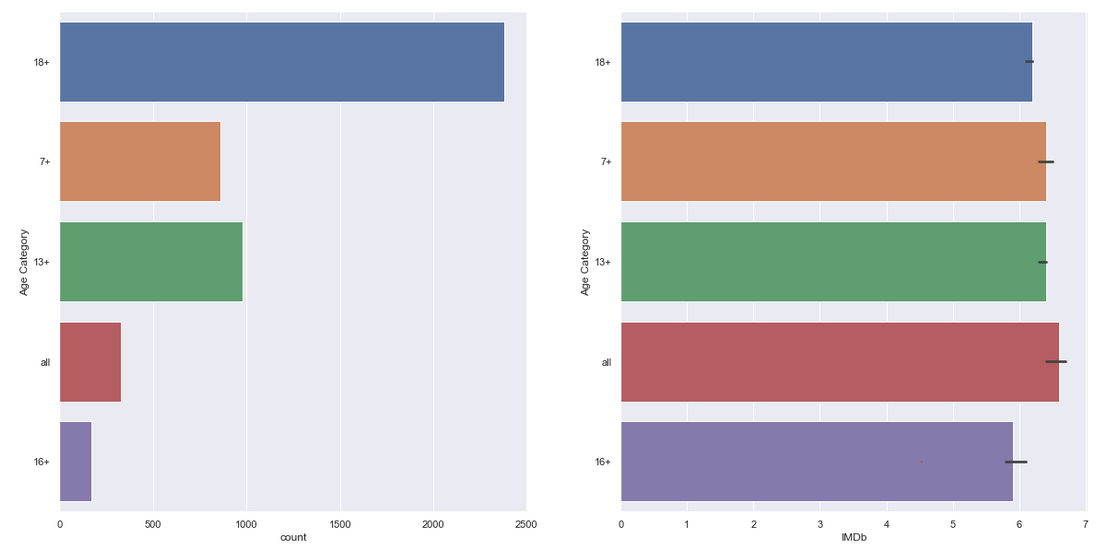 Age Category
18+
7+
13+
all
16+
0 500 1000 1500 2000 2500
count
Age Category
18+
7+
13+
all
16+
0 1 2 3 4 5 6 7
IMDb